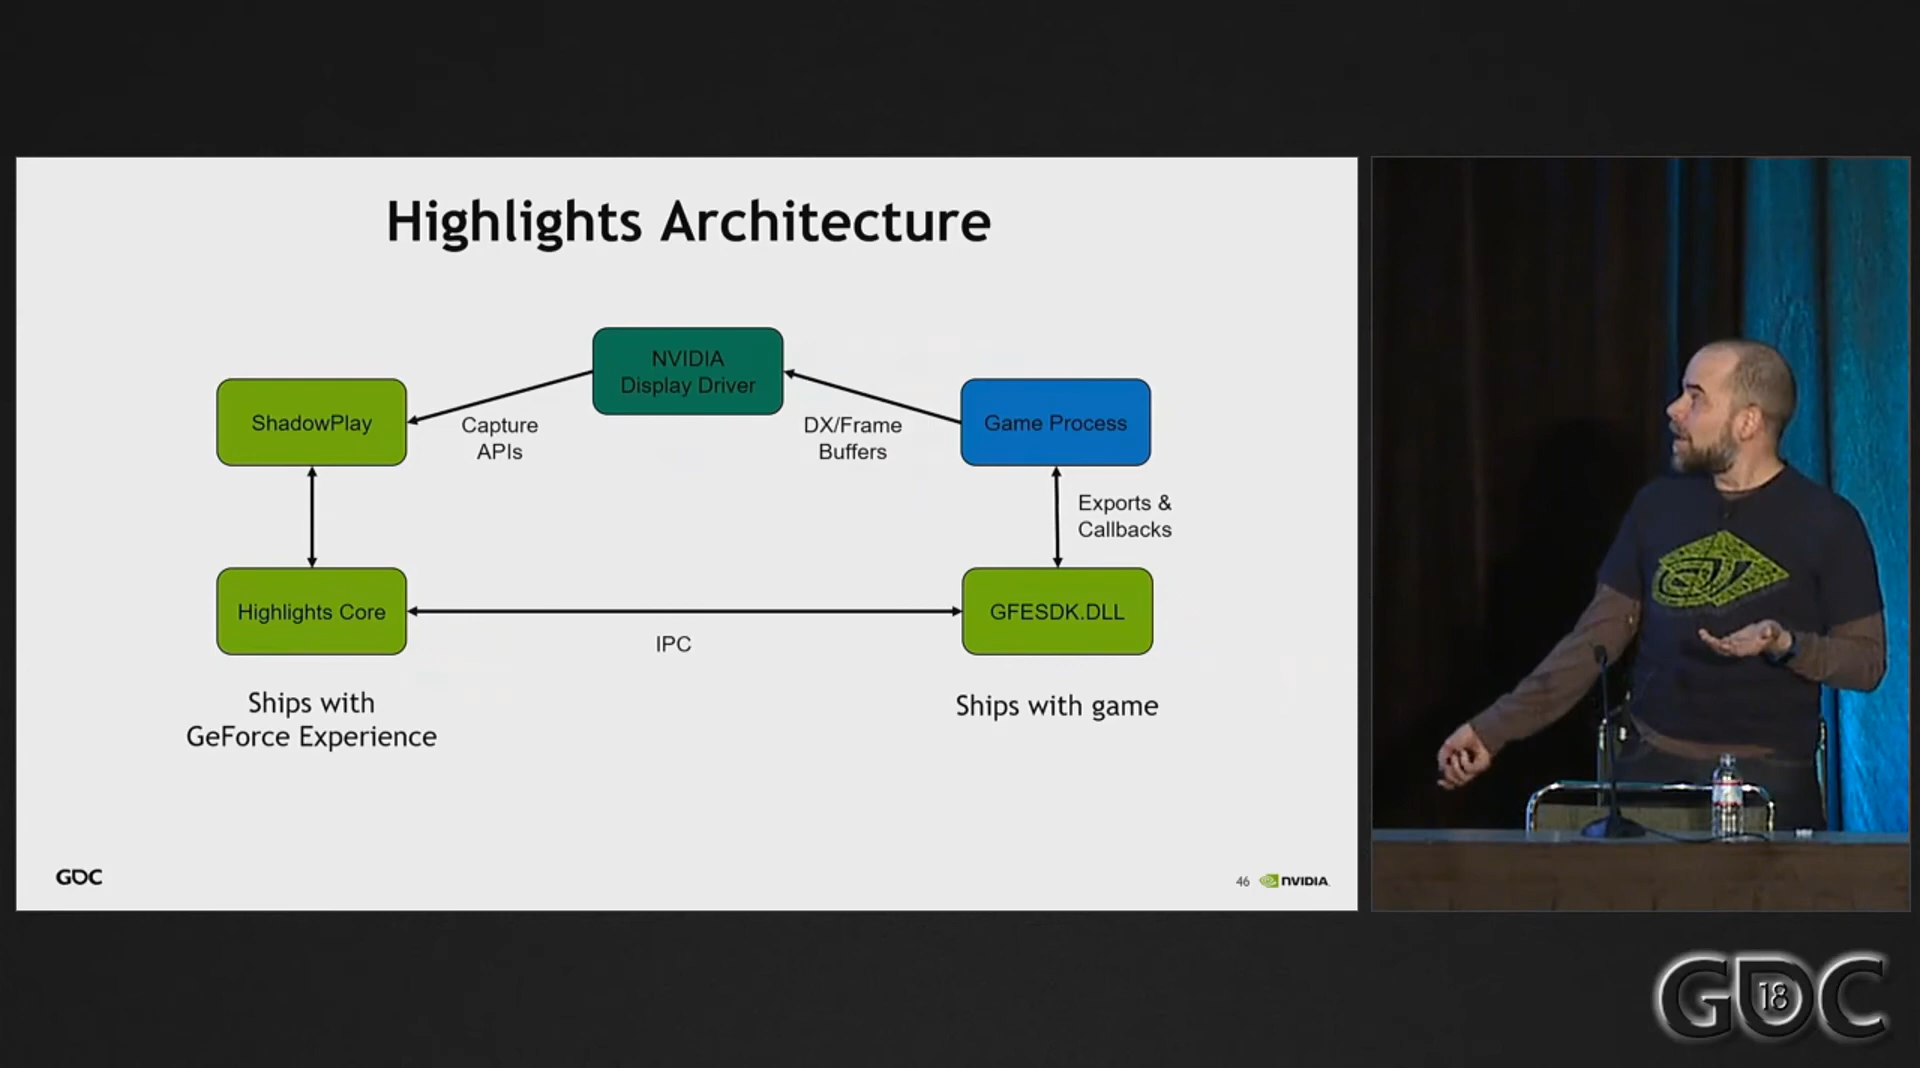 Highlights Architecture
NVIDIA
Display Driver
ShadowPlay
Capture
APIs
DX/Frame
Buffers
Game Process
Exports &
Callbacks
Highlights Core
IPC
GFESDK.DLL
Ships with
GeForce Experience
Ships with game
GDC
46
NVIDIA
GDC
18